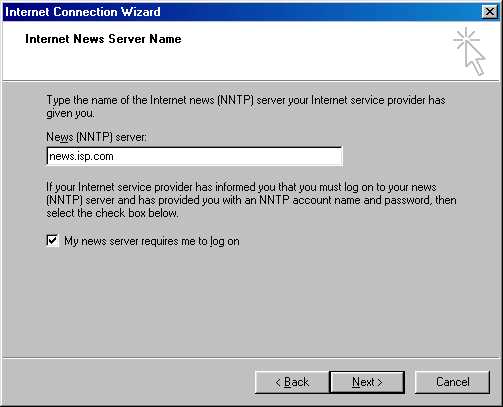 Internet Connection Wizard
Internet News Server Name
Type the name of the Internet news (NNTP) server your Internet service provider has
given you.
News (NNTP) server:
news.isp.com
If your Internet service provider has informed you that you must log on to your news
(NNTP) server and has provided you with an NNTP account name and password, then
select the check box below.
My news server requires me to log on
< Back Next > Cancel